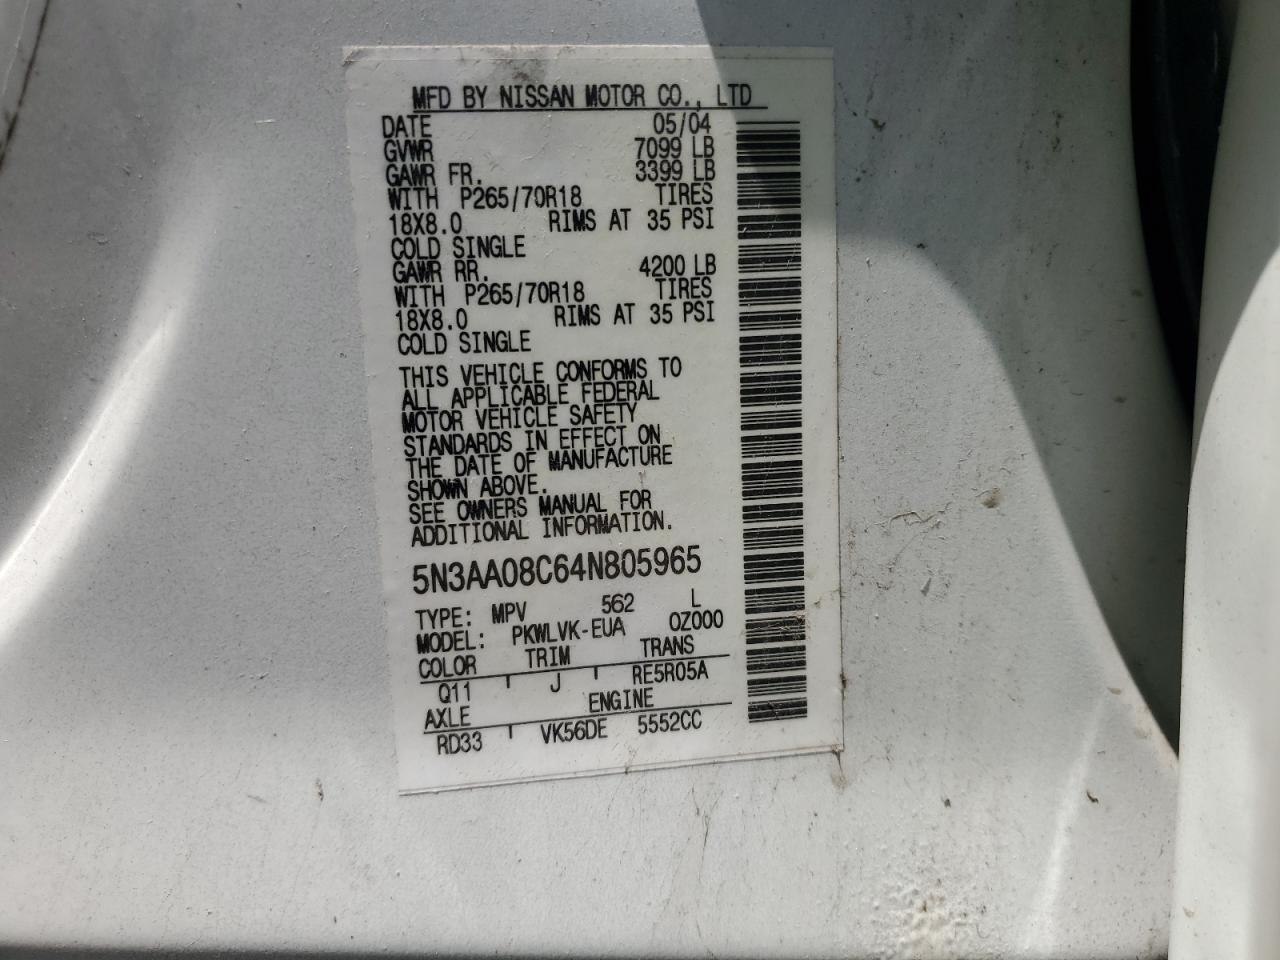 MFD BY NISSAN MOTOR CO., LTD
DATE 05/04
GVWR 7099 LB
GAWR FR. 3399 LB
WITH P265/70R18 TIRES
18X8.0 RIMS AT 35 PSI
COLD SINGLE
GAWR RR. 4200 LB
WITH P265/70R18 TIRES
18X8.0 RIMS AT 35 PSI
COLD SINGLE
THIS VEHICLE CONFORMS TO
ALL APPLICABLE FEDERAL
MOTOR VEHICLE SAFETY
STANDARDS IN EFFECT ON
THE DATE OF MANUFACTURE
SHOWN ABOVE.
SEE OWNERS MANUAL FOR
ADDITIONAL INFORMATION.
5N3AA08C64N805965
TYPE: MPV 562 L
MODEL: PKWLVK-EUA 0Z000
COLOR TRIM TRANS
Q11 J RE5R05A
AXLE ENGINE
RD33 VK56DE 5552CC